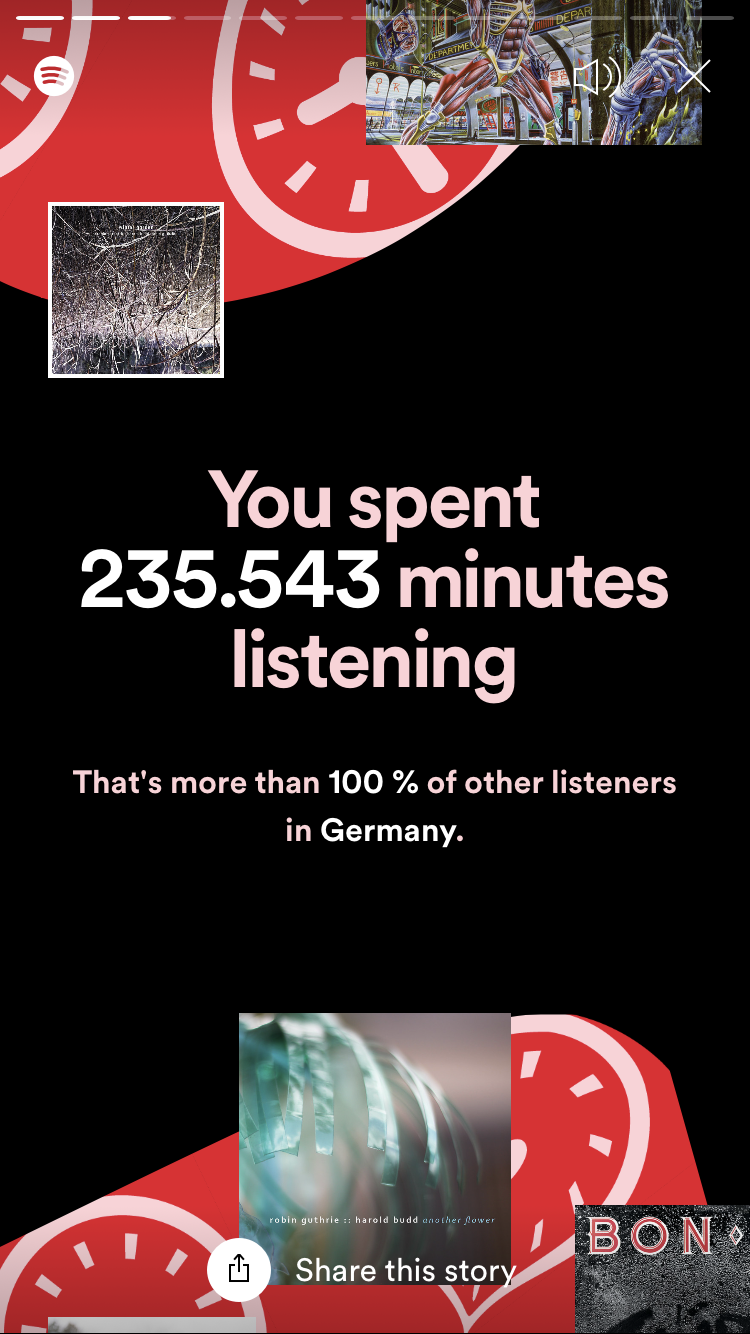 DEPARTMENT
DEPAR
You spent
235.543 minutes
listening
That's more than 100 % of other listeners
in Germany.
robin guthrie :: harold budd another flower
BON
Share this story